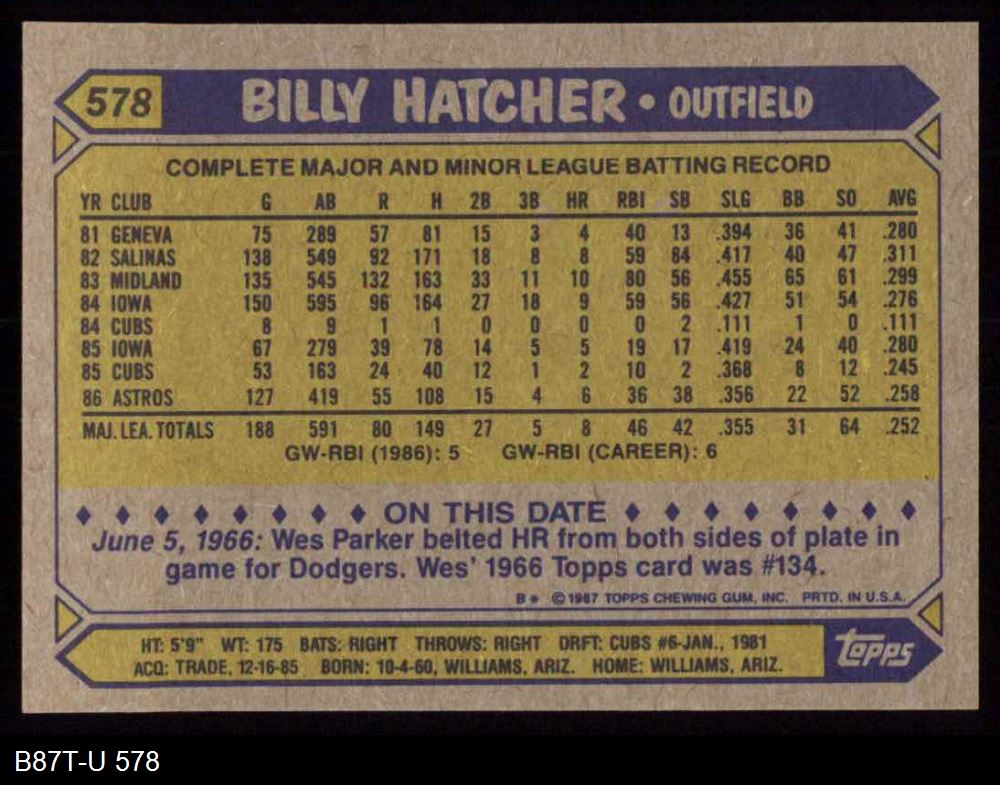 578 BILLY HATCHER • OUTFIELD
COMPLETE MAJOR AND MINOR LEAGUE BATTING RECORD
YR CLUB G AB R H 2B 3B HR RBI SB SLG BB SO AVG
81 GENEVA 75 289 57 81 15 3 4 40 13 .394 36 41 .280
82 SALINAS 138 549 92 171 18 8 8 59 84 .417 40 47 .311
83 MIDLAND 135 545 132 163 33 11 10 80 56 .455 65 61 .299
84 IOWA 150 595 96 164 27 18 9 59 56 .427 51 54 .276
84 CUBS 8 9 1 1 0 0 0 0 2 .111 1 0 .111
85 IOWA 67 279 39 78 14 5 5 19 17 .419 24 40 .280
85 CUBS 53 163 24 40 12 1 2 10 2 .368 8 12 .245
86 ASTROS 127 419 55 108 15 4 6 36 38 .356 22 52 .258
MAJ. LEA. TOTALS 188 591 80 149 27 5 8 46 42 .355 31 64 .252
GW-RBI (1986): 5 GW-RBI (CAREER): 6
ON THIS DATE
June 5, 1966: Wes Parker belted HR from both sides of plate in
game for Dodgers. Wes' 1966 Topps card was #134.
B* © 1987 TOPPS CHEWING GUM, INC. PRTD. IN U.S.A.
HT: 5'9" WT: 175 BATS: RIGHT THROWS: RIGHT DRFT: CUBS #6-JAN., 1981
ACQ: TRADE, 12-16-85 BORN: 10-4-60, WILLIAMS, ARIZ. HOME: WILLIAMS, ARIZ.
topps
B87T-U 578